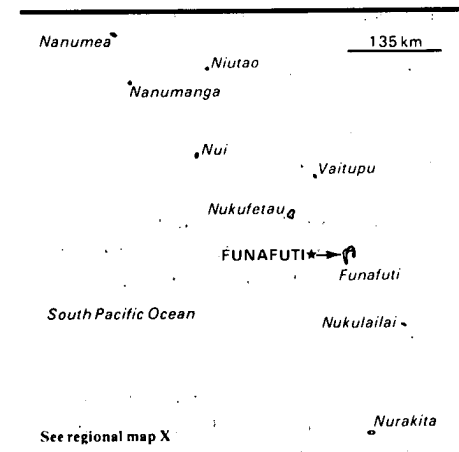 Nanumea
135 km
Niutao
Nanumanga
Nui
Vaitupu
Nukufetau
FUNAFUTI
Funafuti
South Pacific Ocean
Nukulailai
Nurakita
See regional map X